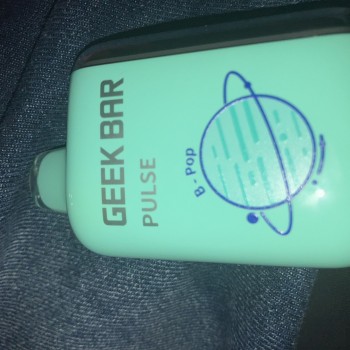 GEEK BAR
PULSE
B. Pop